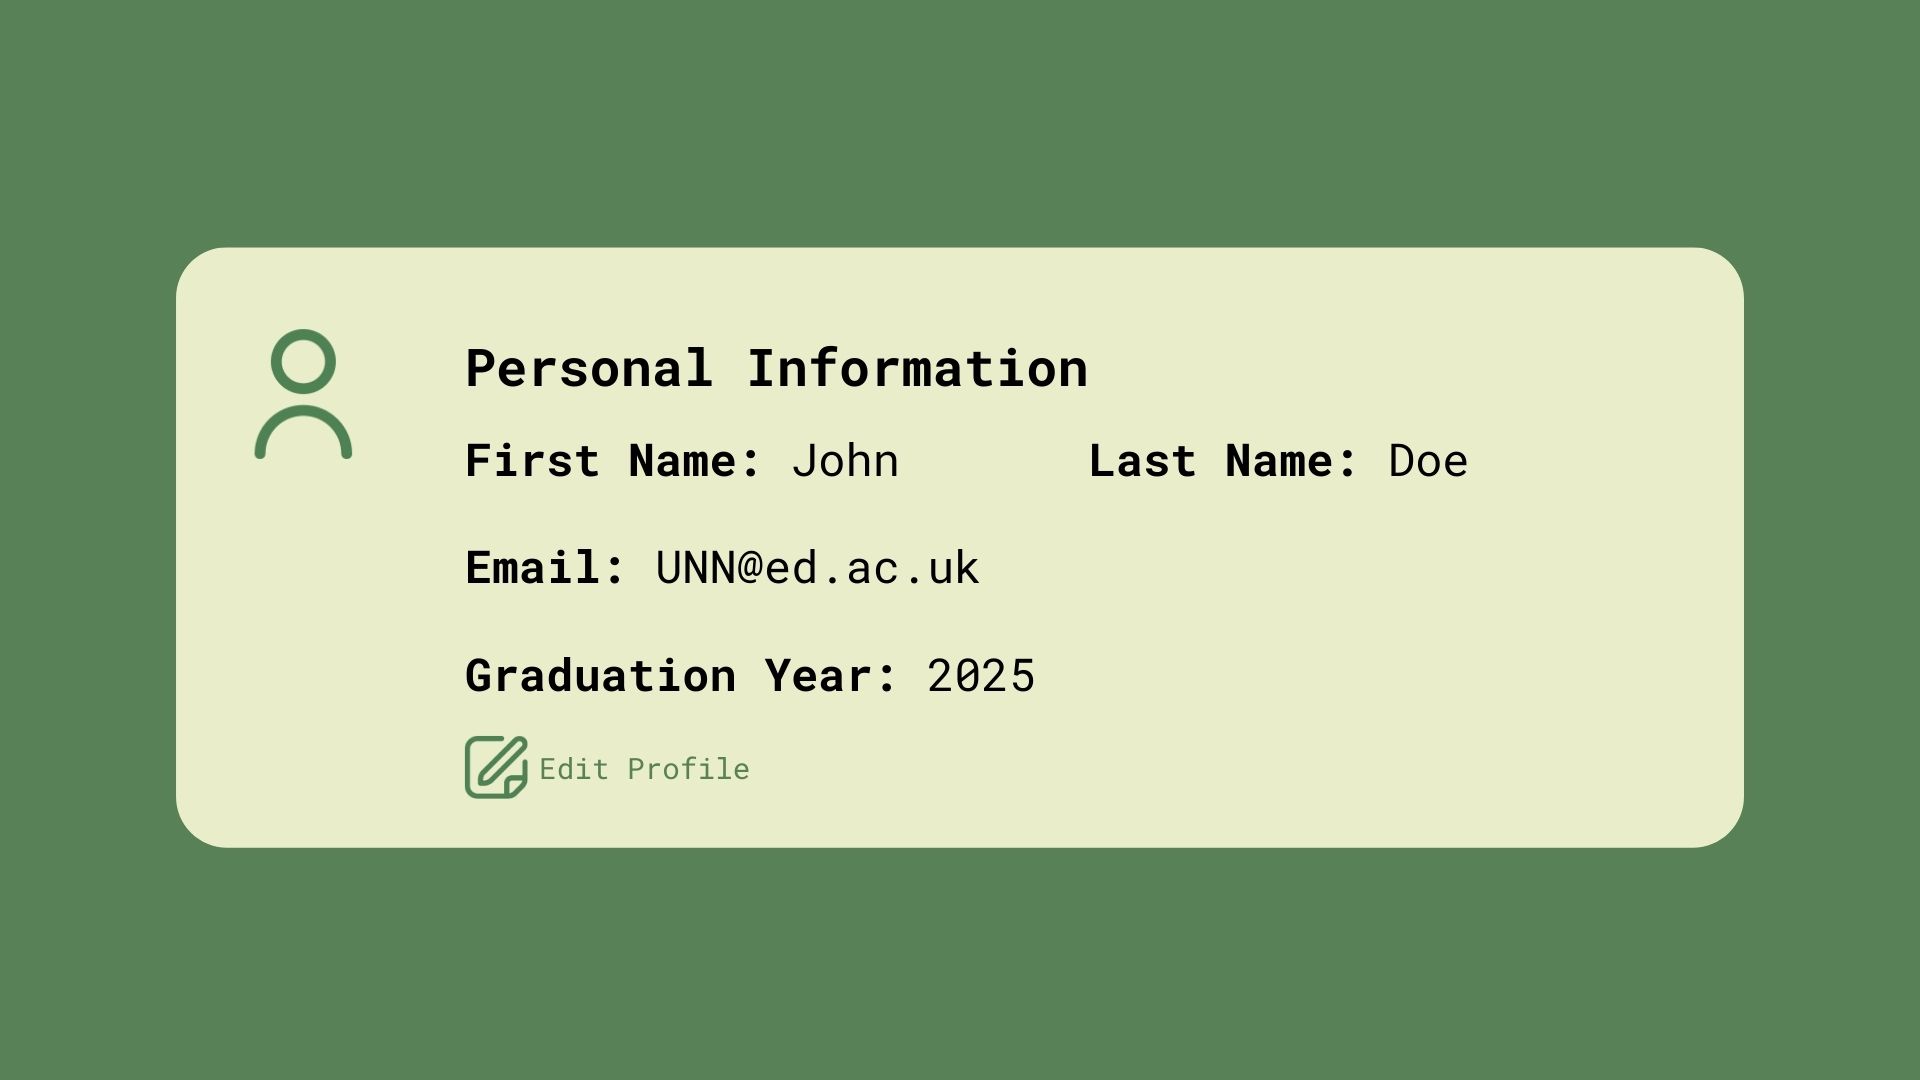 Personal Information
First Name: John Last Name: Doe
Email: UNN@ed.ac.uk
Graduation Year: 2025
Edit Profile